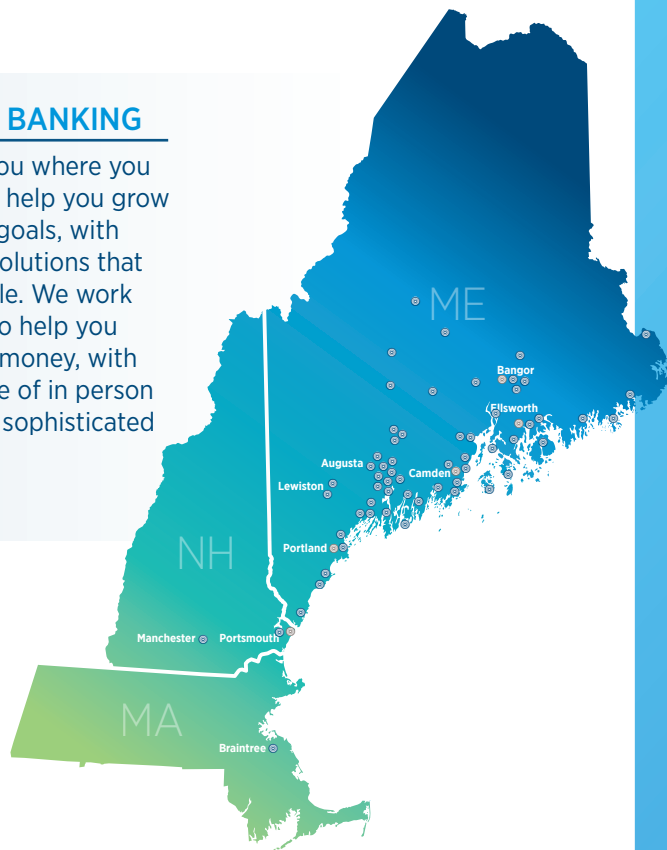 BANKING
ou where you
help you grow
goals, with
olutions that
le. We work
o help you
money, with
e of in person
sophisticated
ME
Bangor
Ellsworth
Augusta
Camden
Lewiston
NH
Portland
Manchester
Portsmouth
MA
Braintree